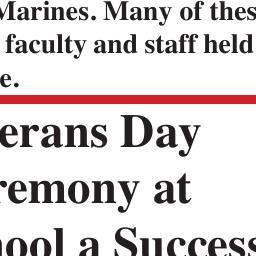 Marines. Many of thes
faculty and staff held
e.
erans Day
remony at
hool a Success